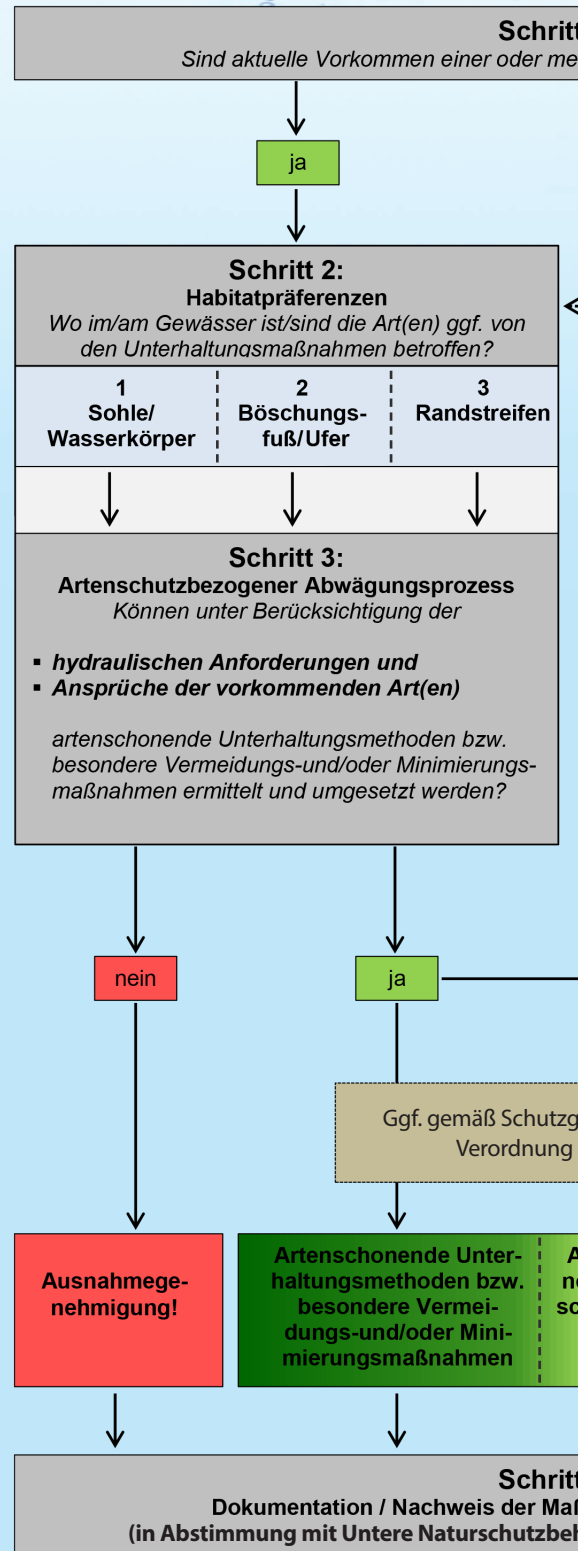 Schritt
Sind aktuelle Vorkommen einer oder me
ja
Schritt 2:
Habitatpräferenzen
Wo im/am Gewässer ist/sind die Art(en) ggf. von
den Unterhaltungsmaßnahmen betroffen?
1
Sohle/
Wasserkörper
2
Böschungs-
fuß/Ufer
3
Randstreifen
Schritt 3:
Artenschutzbezogener Abwägungsprozess
Können unter Berücksichtigung der
▪ hydraulischen Anforderungen und
▪ Ansprüche der vorkommenden Art(en)
artenschonende Unterhaltungsmethoden bzw.
besondere Vermeidungs-und/oder Minimierungs-
maßnahmen ermittelt und umgesetzt werden?
nein
ja
Ggf. gemäß Schutzg
Verordnung
Ausnahmege-
nehmigung!
Artenschonende Unter-
haltungsmethoden bzw.
besondere Vermei-
dungs-und/oder Mini-
mierungsmaßnahmen
A
ne
sc
Schritt
Dokumentation / Nachweis der Maß
(in Abstimmung mit Untere Naturschutzbeh